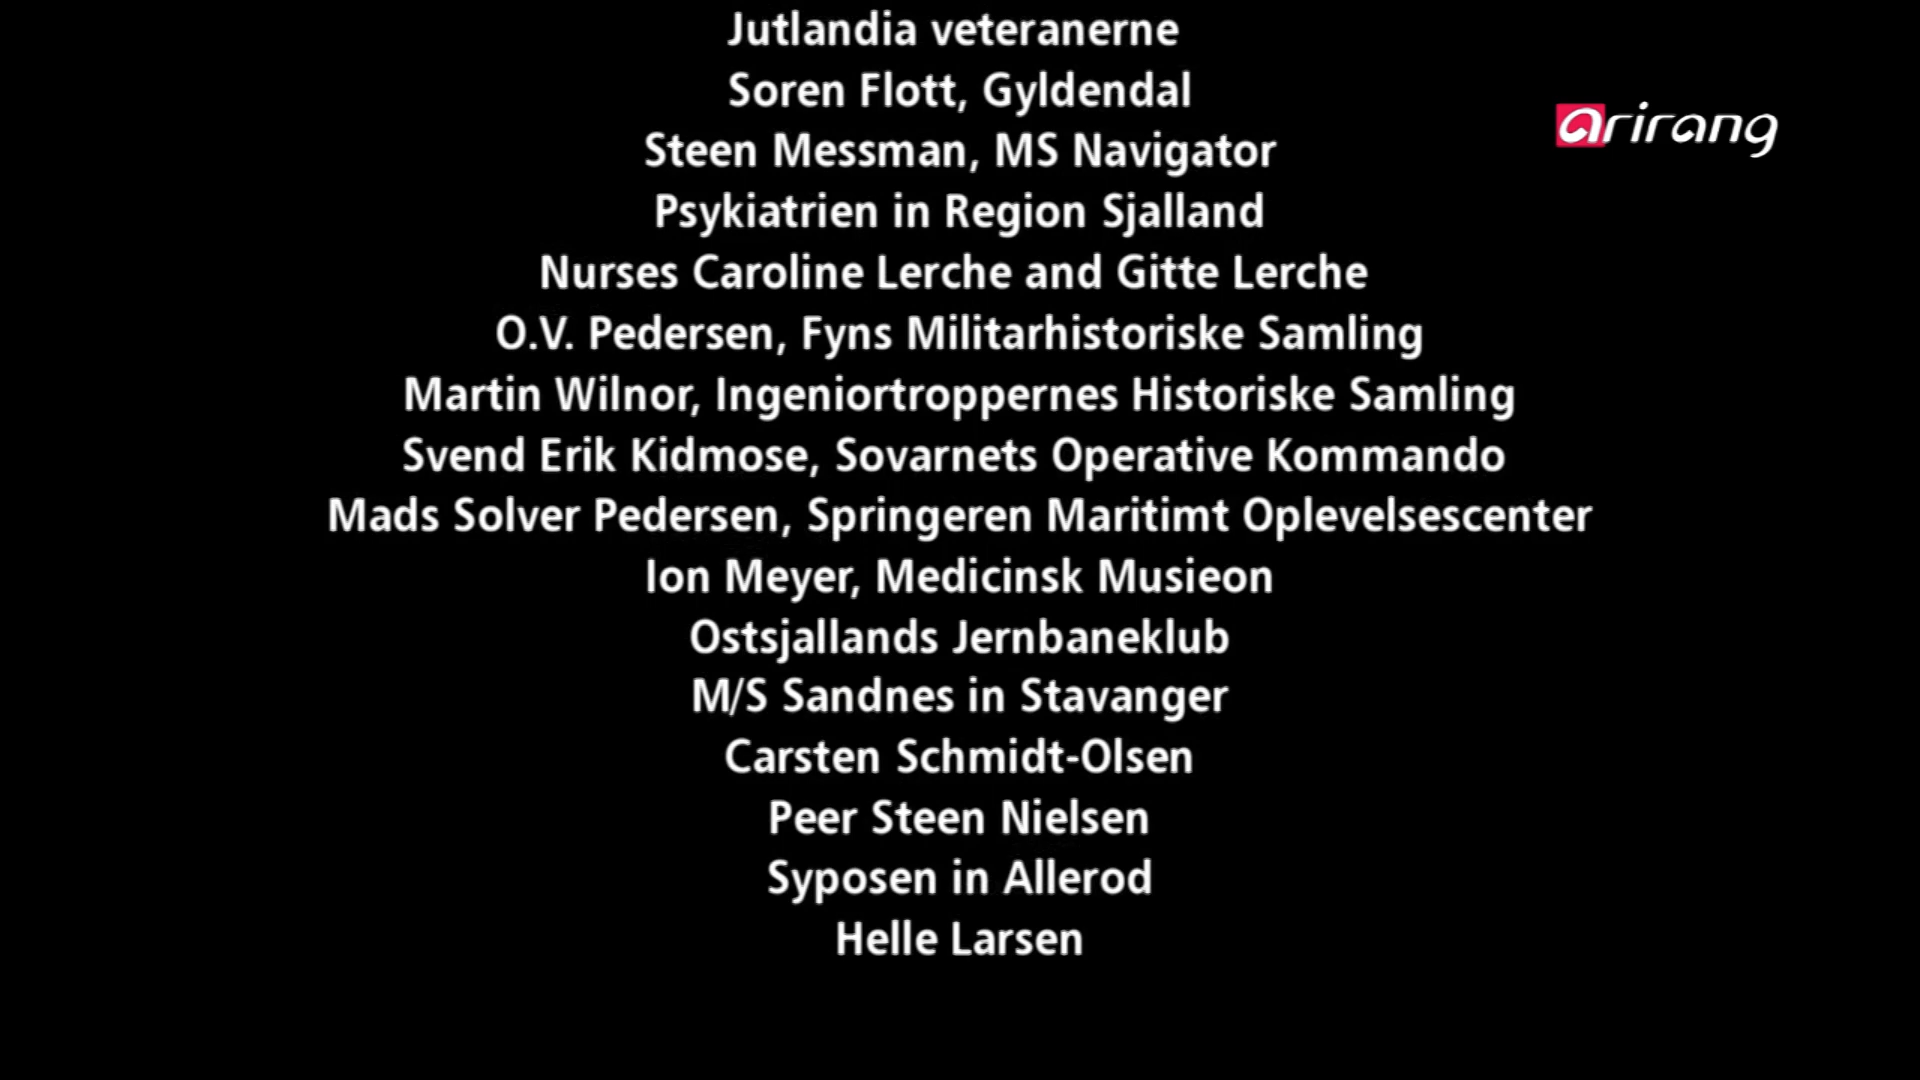 Jutlandia veteranerne
Soren Flott, Gyldendal
arirang
Steen Messman, MS Navigator
Psykiatrien in Region Sjalland
Nurses Caroline Lerche and Gitte Lerche
O.V. Pedersen, Fyns Militarhistoriske Samling
Martin Wilnor, Ingeniortroppernes Historiske Samling
Svend Erik Kidmose, Sovarnets Operative Kommando
Mads Solver Pedersen, Springeren Maritimt Oplevelsescenter
Ion Meyer, Medicinsk Musieon
Ostsjallands Jernbaneklub
M/S Sandnes in Stavanger
Carsten Schmidt-Olsen
Peer Steen Nielsen
Syposen in Allerod
Helle Larsen